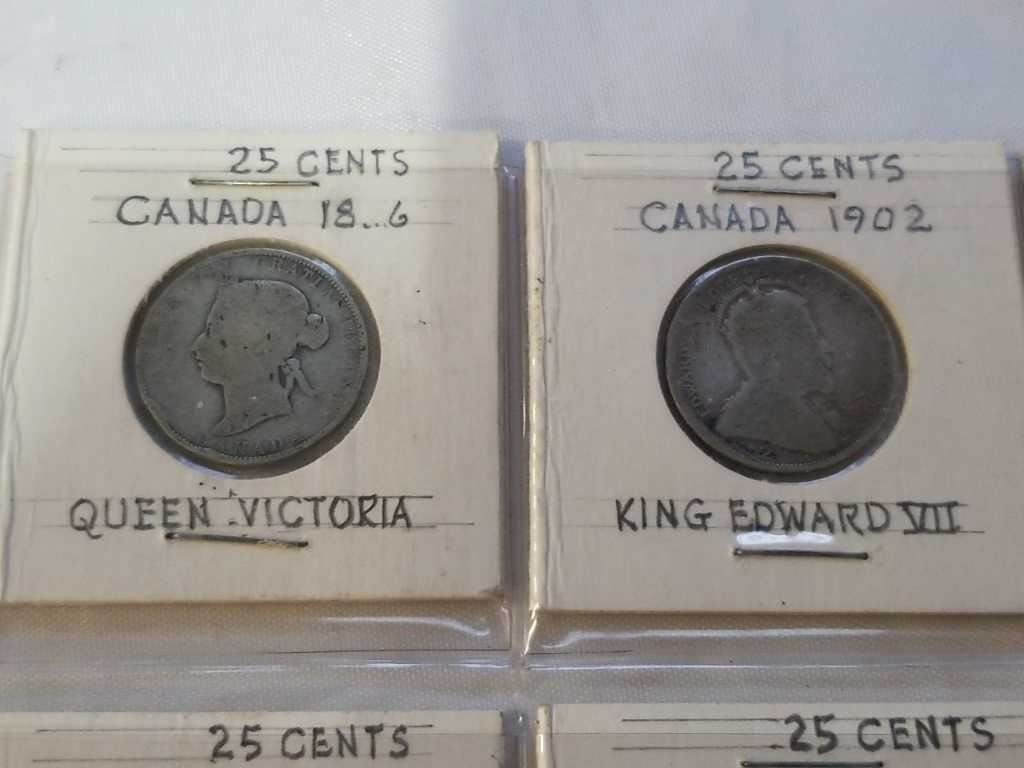 25 CENTS
CANADA 18...6
QUEEN VICTORIA
25 CENTS
CANADA 1902
KING EDWARD VII
25 CENTS
25 CENTS